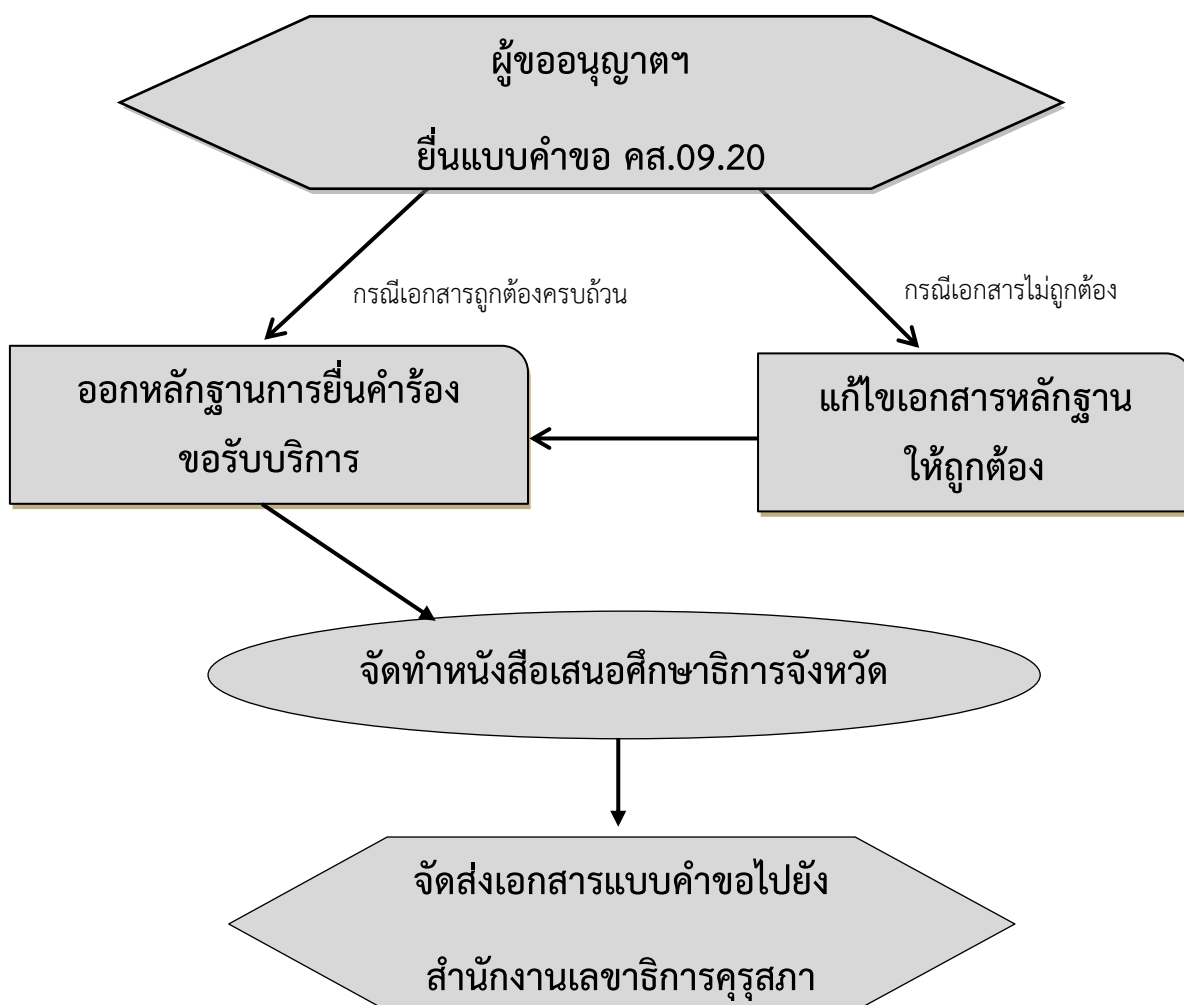 ผู้ขออนุญาตฯ
ยื่นแบบคำขอ คส.09.20
กรณีเอกสารถูกต้องครบถ้วน
กรณีเอกสารไม่ถูกต้อง
ออกหลักฐานการยื่นคำร้อง
ขอรับบริการ
แก้ไขเอกสารหลักฐาน
ให้ถูกต้อง
จัดทำหนังสือเสนอศึกษาธิการจังหวัด
จัดส่งเอกสารแบบคำขอไปยัง
สำนักงานเลขาธิการคุรุสภา